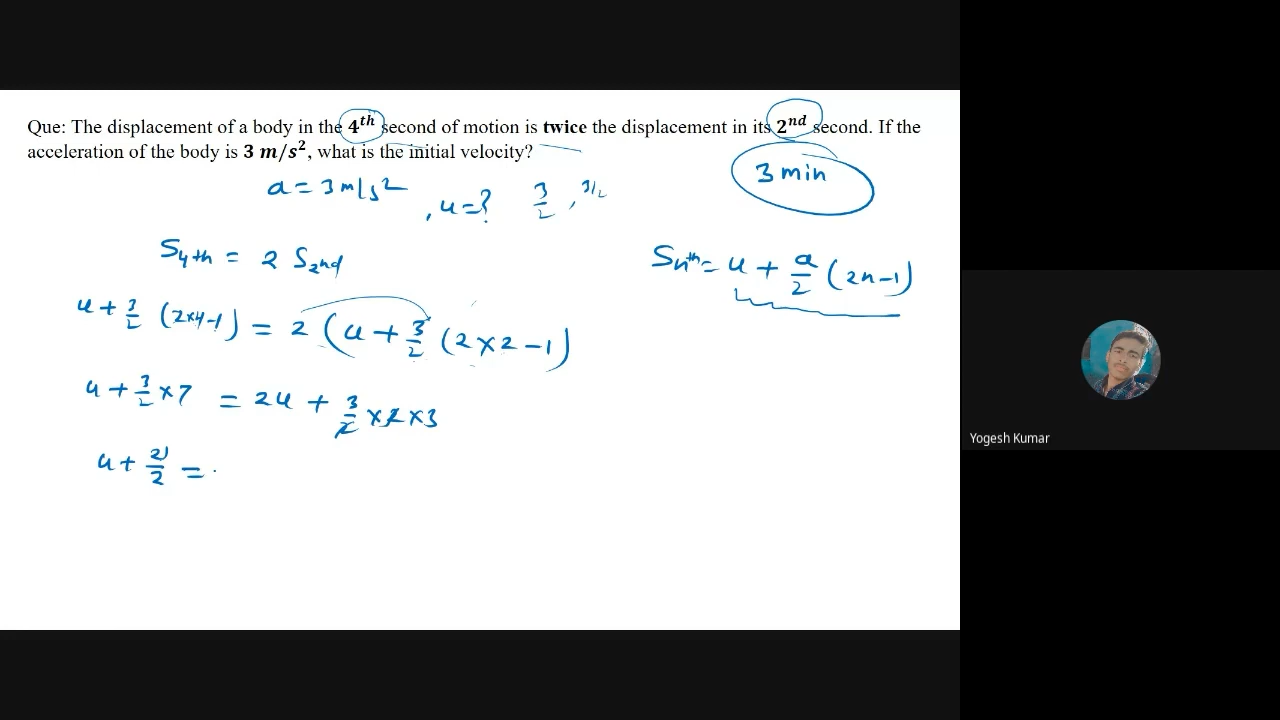 Que: The displacement of a body in the 4th second of motion is twice the displacement in its 2nd second. If the
acceleration of the body is 3 m/s², what is the initial velocity?
3 min
a = 3 m/s² , u = ? 3/2 , 3/2
S4th = 2 S2nd
Snth = u + a/2 (2n-1)
u + 3/2 (2×4-1) = 2 (u + 3/2 (2×2-1)
u + 3/2 × 7 = 2u + 3/2 × 2 × 3
u + 21/2 =
Yogesh Kumar